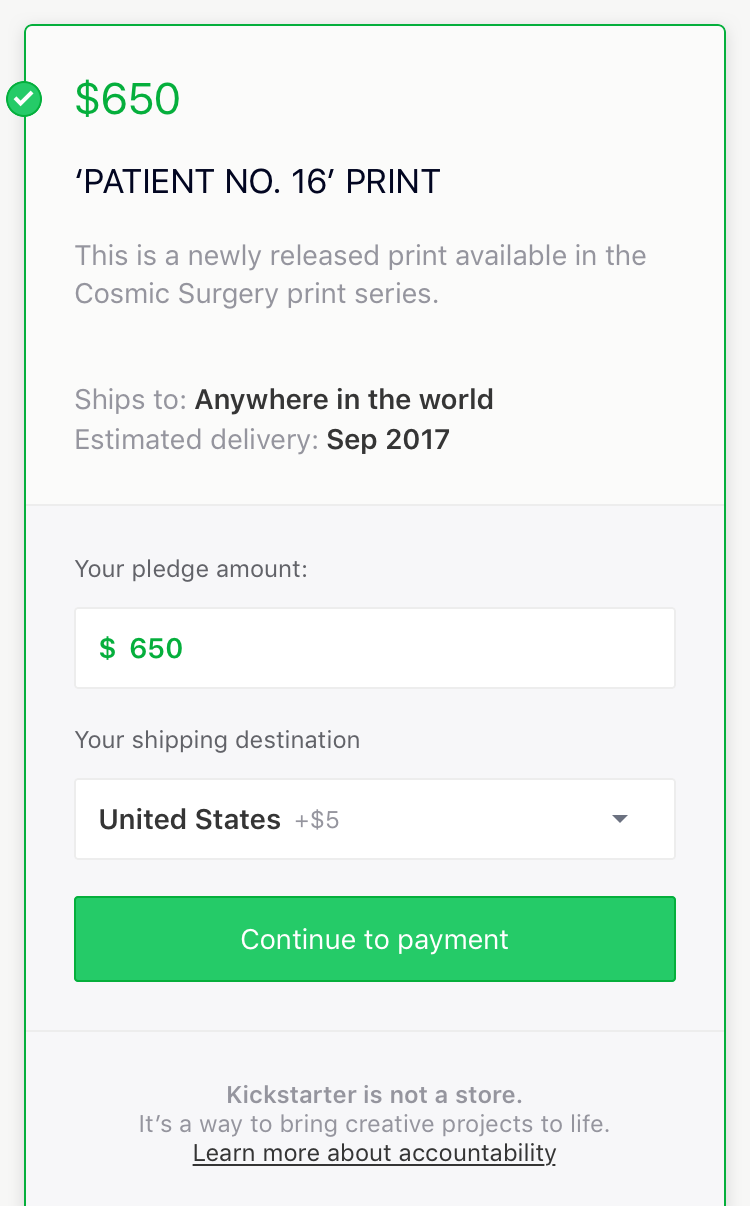 $650
‘PATIENT NO. 16’ PRINT
This is a newly released print available in the
Cosmic Surgery print series.
Ships to: Anywhere in the world
Estimated delivery: Sep 2017
Your pledge amount:
$ 650
Your shipping destination
United States +$5
Continue to payment
Kickstarter is not a store.
It’s a way to bring creative projects to life.
Learn more about accountability